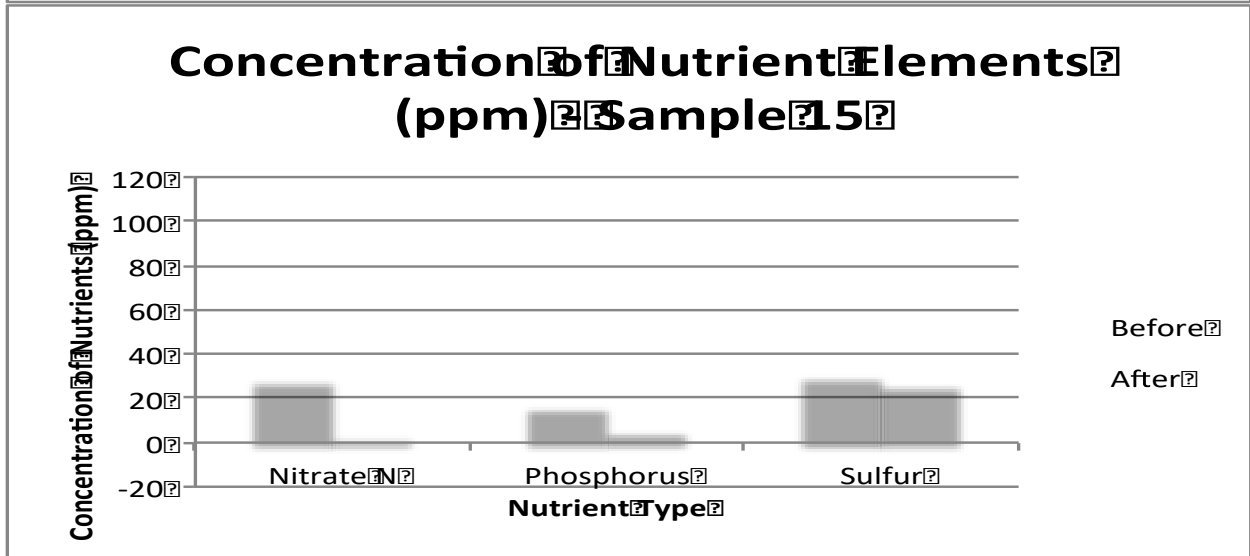 Concentration of Nutrient Elements
(ppm) - Sample 15
Concentration of Nutrients (ppm)
120
100
80
60
40
20
0
-20
Nitrate N
Phosphorus
Sulfur
Nutrient Type
Before
After